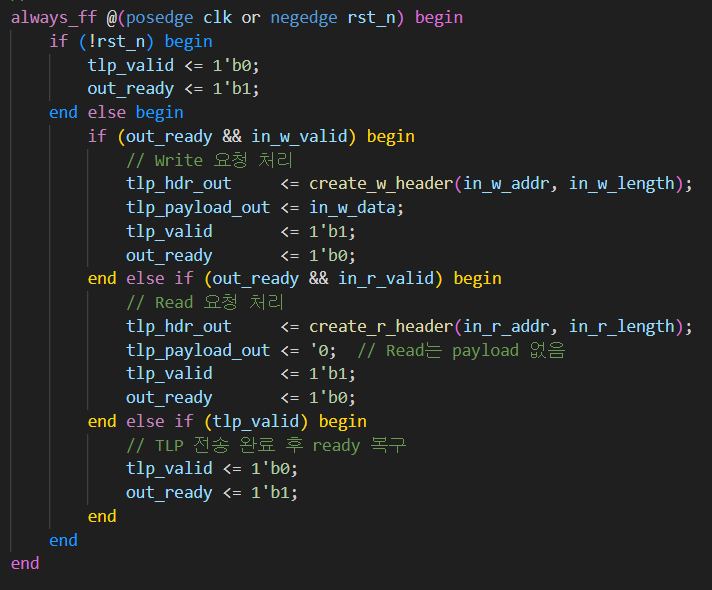 always_ff @(posedge clk or negedge rst_n) begin
    if (!rst_n) begin
        tlp_valid <= 1'b0;
        out_ready <= 1'b1;
    end else begin
        if (out_ready && in_w_valid) begin
            // Write 요청 처리
            tlp_hdr_out     <= create_w_header(in_w_addr, in_w_length);
            tlp_payload_out <= in_w_data;
            tlp_valid       <= 1'b1;
            out_ready       <= 1'b0;
        end else if (out_ready && in_r_valid) begin
            // Read 요청 처리
            tlp_hdr_out     <= create_r_header(in_r_addr, in_r_length);
            tlp_payload_out <= '0;  // Read는 payload 없음
            tlp_valid       <= 1'b1;
            out_ready       <= 1'b0;
        end else if (tlp_valid) begin
            // TLP 전송 완료 후 ready 복구
            tlp_valid <= 1'b0;
            out_ready <= 1'b1;
        end
    end
end